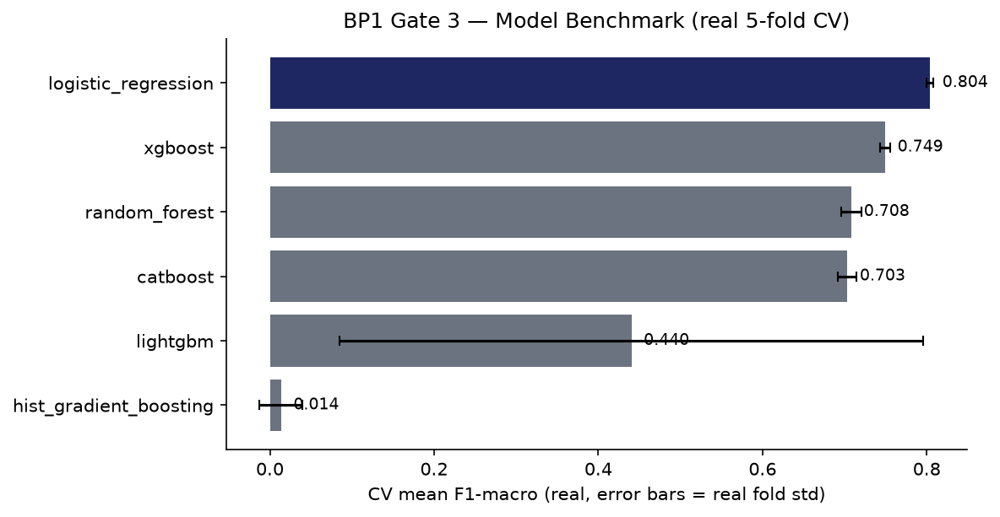 BP1 Gate 3 — Model Benchmark (real 5-fold CV)
logistic_regression 0.804
xgboost 0.749
random_forest 0.708
catboost 0.703
lightgbm 0.440
hist_gradient_boosting 0.014
0.0 0.2 0.4 0.6 0.8
CV mean F1-macro (real, error bars = real fold std)